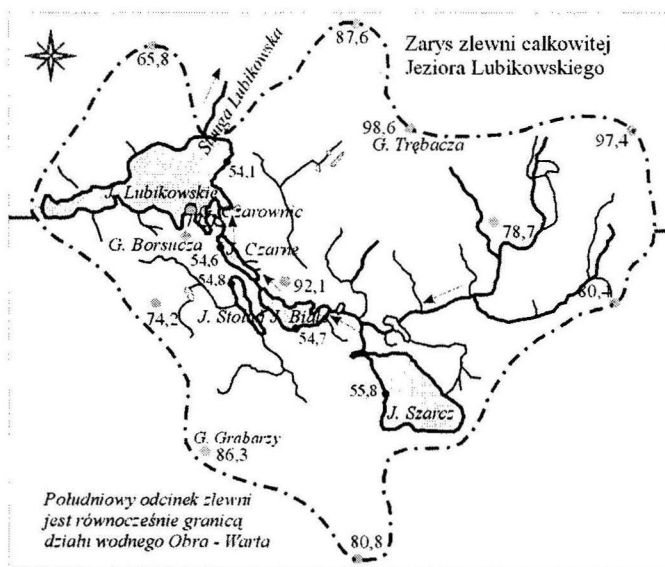 Zarys zlewni całkowitej
Jeziora Lubikowskiego
87,6
65,8
Struga Lubikowska
98,6
G. Trębacza
97,4
54,1
J. Lubikowskie
G. Czarownic
78,7
G. Borsucza
J. Czarne
54,6
54,8
92,1
80,4
74,2
J. Stołuń
J. Białe
54,7
55,8
J. Szarcz
G. Grabarzy
86,3
Południowy odcinek zlewni
jest równocześnie granicą
działu wodnego Obra - Warta
80,8